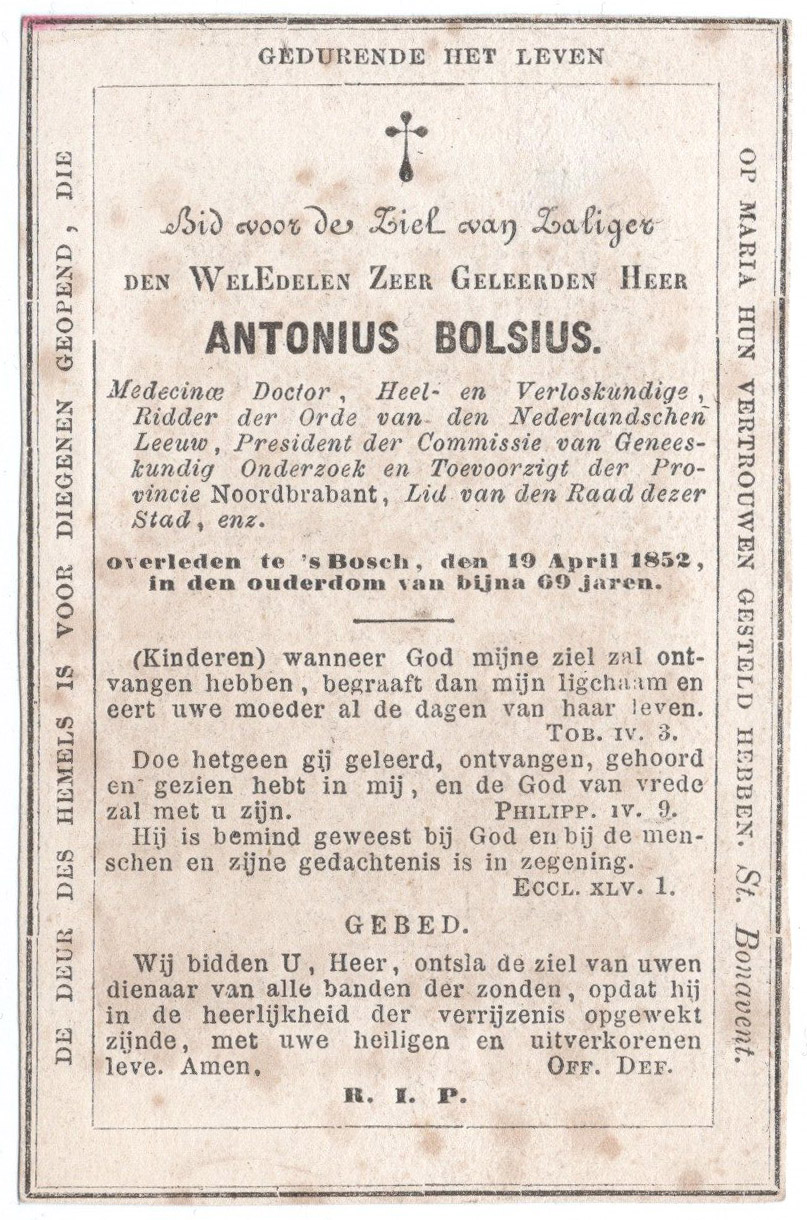 DE DEUR DES HEMELS IS VOOR DIEGENEN GEOPEND, DIE
GEDURENDE HET LEVEN
OP MARIA HUN VERTROUWEN GESTELD HEBBEN. St. Bonavent.
Bid voor de Ziel van Zaliger
DEN WELEDELEN ZEER GELEERDEN HEER
ANTONIUS BOLSIUS.
Medecinæ Doctor, Heel- en Verloskundige,
Ridder der Orde van den Nederlandschen
Leeuw, President der Commissie van Genees-
kundig Onderzoek en Toevoorzigt der Pro-
vincie Noordbrabant, Lid van den Raad dezer
Stad, enz.
overleden te 's Bosch, den 19 April 1852,
in den ouderdom van bijna 69 jaren.
(Kinderen) wanneer God mijne ziel zal ont-
vangen hebben, begraaft dan mijn ligchaam en
eert uwe moeder al de dagen van haar leven.
TOB. IV. 3.
Doe hetgeen gij geleerd, ontvangen, gehoord
en gezien hebt in mij, en de God van vrede
zal met u zijn. PHILIPP. IV. 9.
Hij is bemind geweest bij God en bij de men-
schen en zijne gedachtenis is in zegening.
ECCL. XLV. 1.
GEBED.
Wij bidden U, Heer, ontsla de ziel van uwen
dienaar van alle banden der zonden, opdat hij
in de heerlijkheid der verrijzenis opgewekt
zijnde, met uwe heiligen en uitverkorenen
leve. Amen. OFF. DEF.
R. I. P.